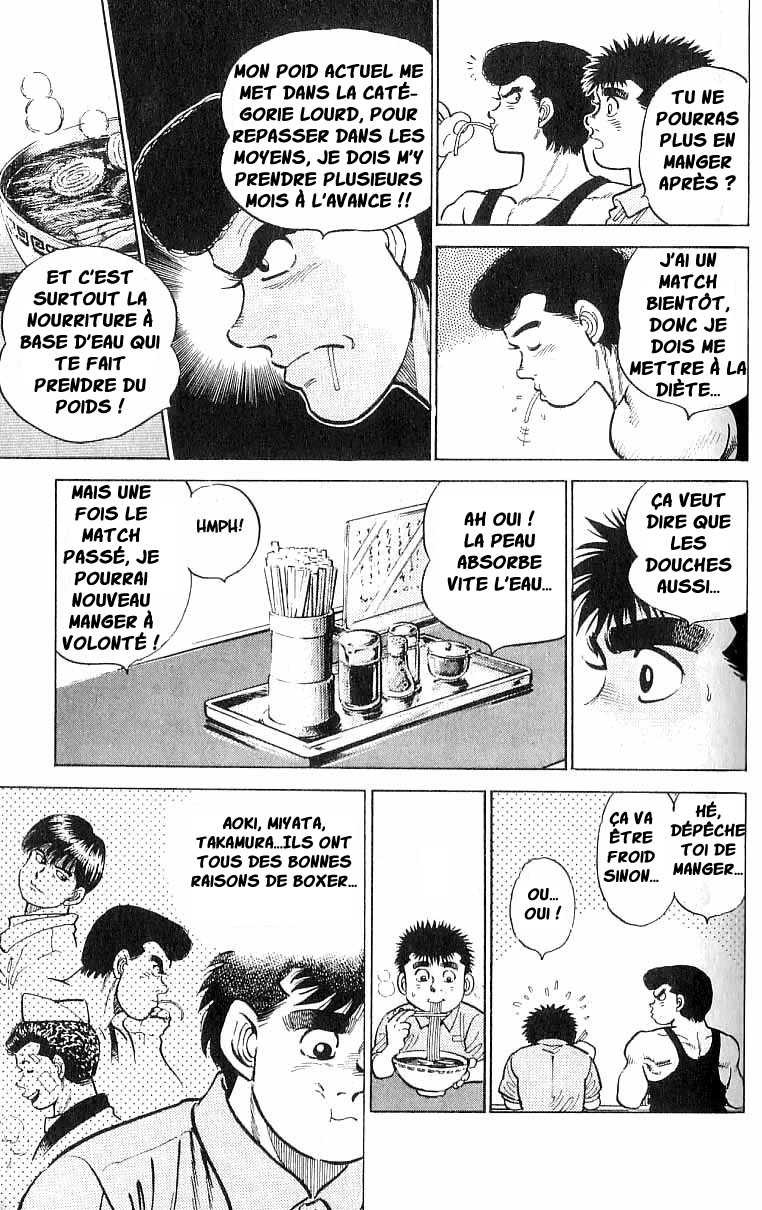 TU NE
POURRAS
PLUS EN
MANGER
APRÈS ?
MON POID ACTUEL ME
MET DANS LA CATÉ-
GORIE LOURD, POUR
REPASSER DANS LES
MOYENS, JE DOIS M'Y
PRENDRE PLUSIEURS
MOIS À L'AVANCE !!
J'AI UN
MATCH
BIENTÔT,
DONC JE
DOIS ME
METTRE À LA
DIÈTE...
ET C'EST
SURTOUT LA
NOURRITURE À
BASE D'EAU QUI
TE FAIT
PRENDRE DU
POIDS !
ÇA VEUT
DIRE QUE
LES
DOUCHES
AUSSI...
AH OUI !
LA PEAU
ABSORBE
VITE L'EAU...
HMPH!
MAIS UNE
FOIS LE
MATCH
PASSÉ, JE
POURRAI
NOUVEAU
MANGER À
VOLONTÉ !
HÉ,
DÉPÊCHE
TOI DE
MANGER...
ÇA VA
ÊTRE
FROID
SINON...
OU...
OUI !
AOKI, MIYATA,
TAKAMURA...ILS ONT
TOUS DES BONNES
RAISONS DE BOXER...